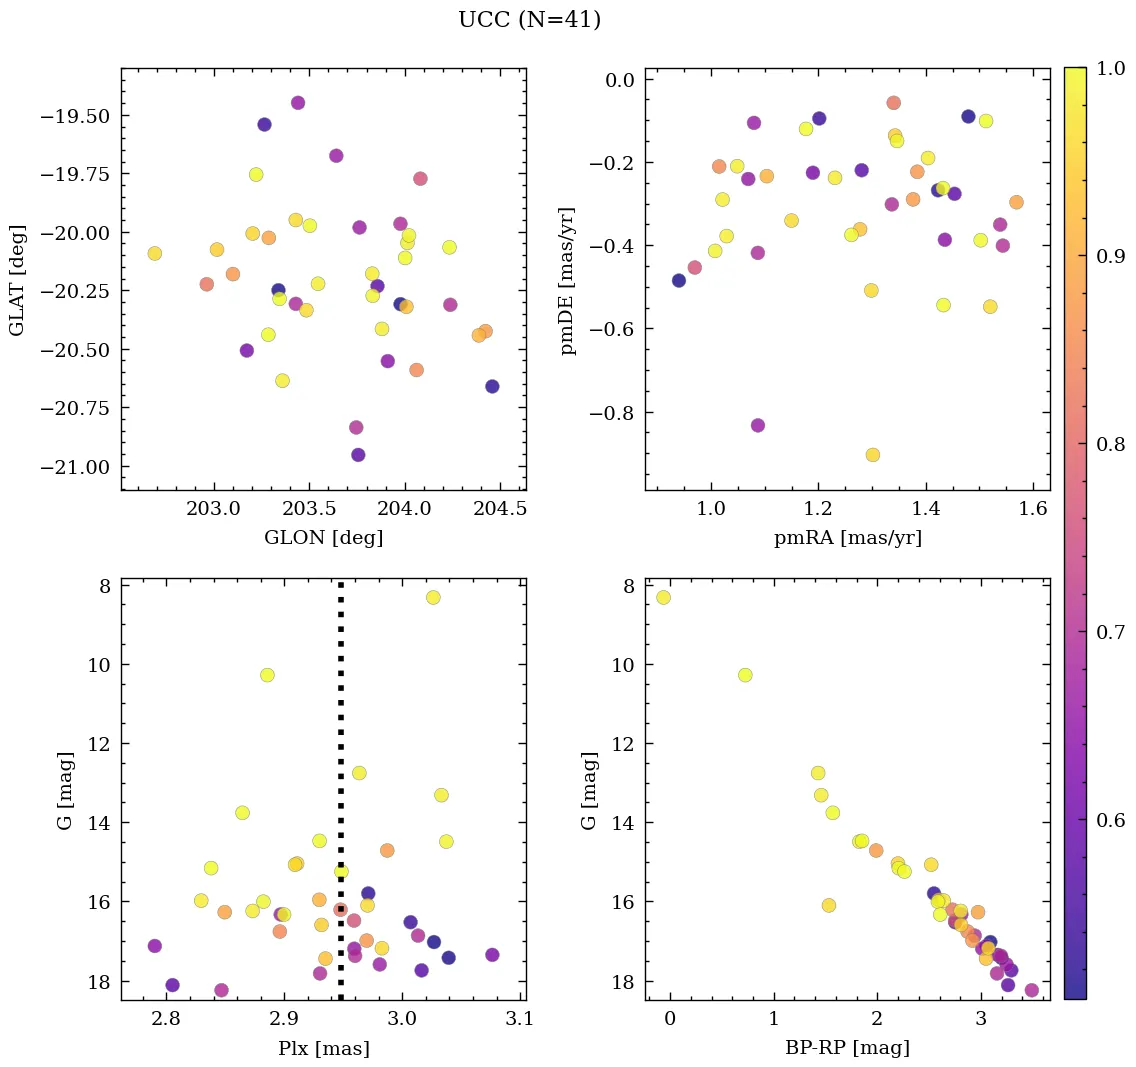 UCC (N=41)
−19.50
−19.75
−20.00
−20.25
−20.50
−20.75
−21.00
GLAT [deg]
203.0 203.5 204.0 204.5
GLON [deg]
0.0
−0.2
−0.4
−0.6
−0.8
pmDE [mas/yr]
1.0 1.2 1.4 1.6
pmRA [mas/yr]
8
10
12
14
16
18
G [mag]
2.8 2.9 3.0 3.1
Plx [mas]
8
10
12
14
16
18
G [mag]
0 1 2 3
BP-RP [mag]
1.0
0.9
0.8
0.7
0.6